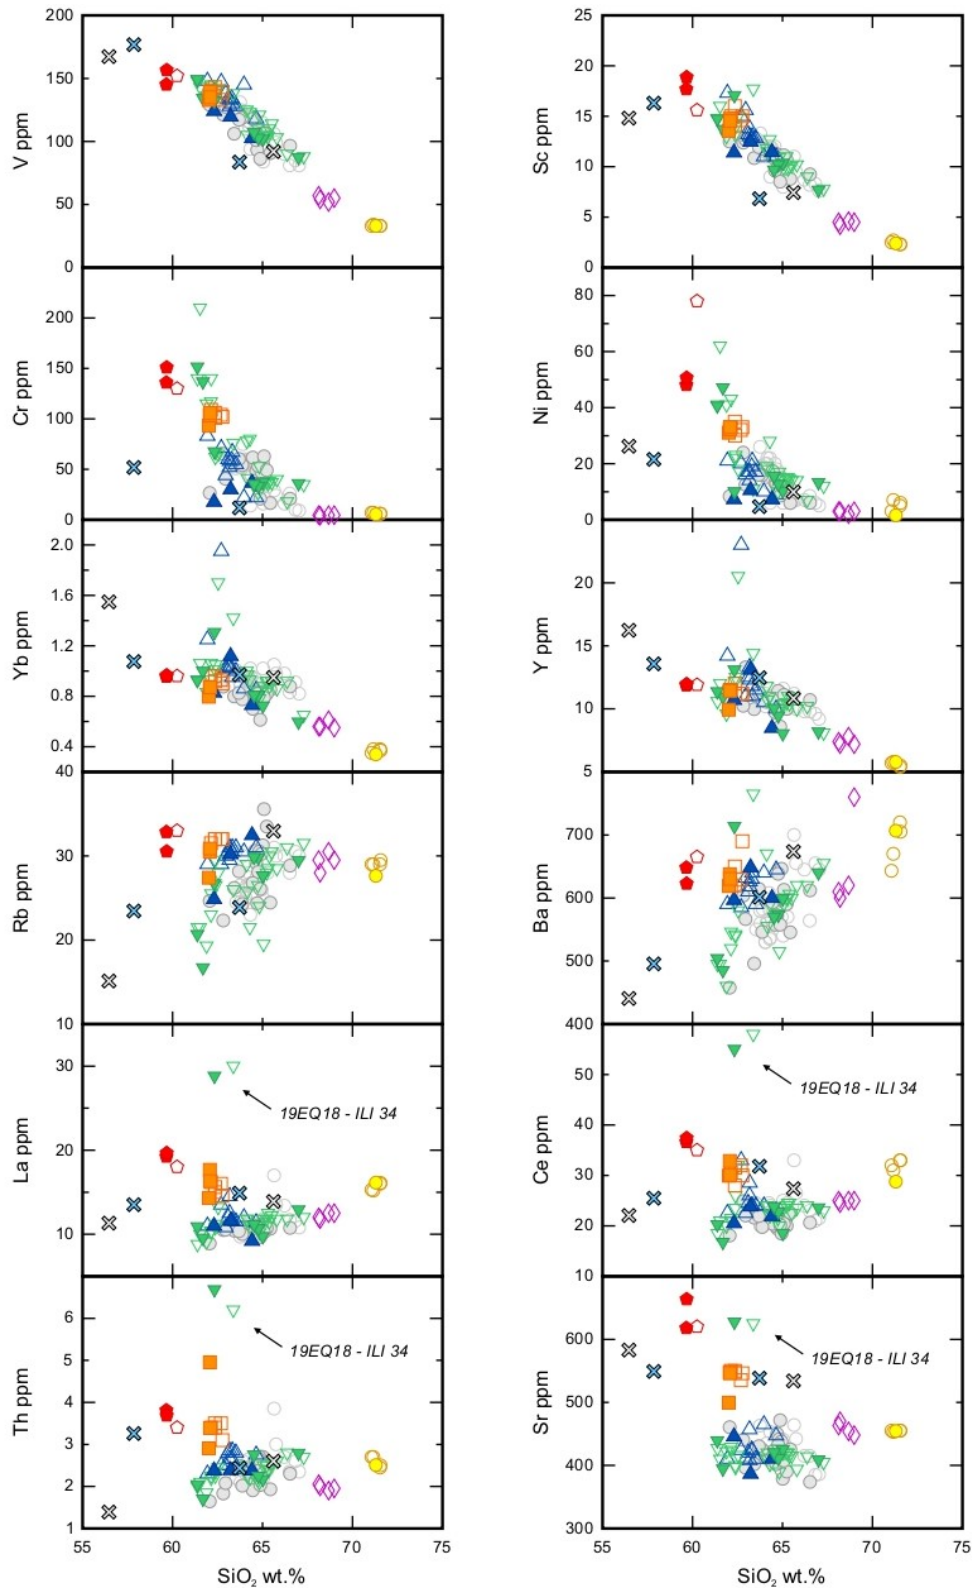 200
150
100
50
0
V ppm
25
20
15
10
5
0
Sc ppm
200
150
100
50
0
Cr ppm
80
60
40
20
0
Ni ppm
2.0
1.6
1.2
0.8
0.4
Yb ppm
20
15
10
5
Y ppm
40
30
20
10
Rb ppm
700
600
500
400
Ba ppm
30
20
10
La ppm
19EQ18 - ILI 34
50
40
30
20
10
Ce ppm
19EQ18 - ILI 34
6
5
4
3
2
1
Th ppm
19EQ18 - ILI 34
600
500
400
300
Sr ppm
19EQ18 - ILI 34
55 60 65 70 75
SiO₂ wt.%
55 60 65 70 75
SiO₂ wt.%